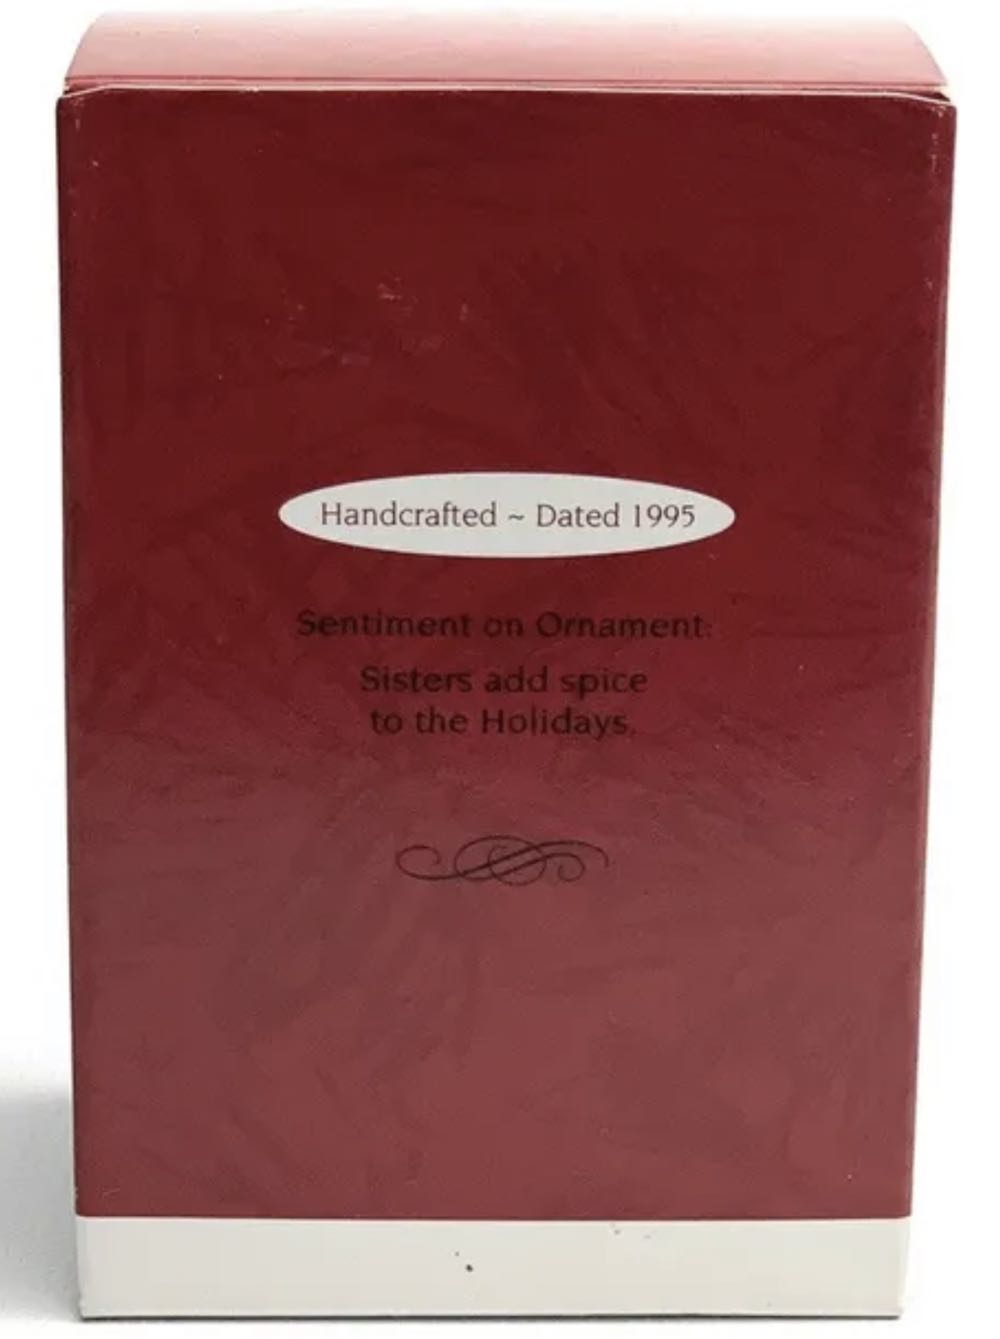 Handcrafted ~ Dated 1995
Sentiment on Ornament:
Sisters add spice
to the Holidays.